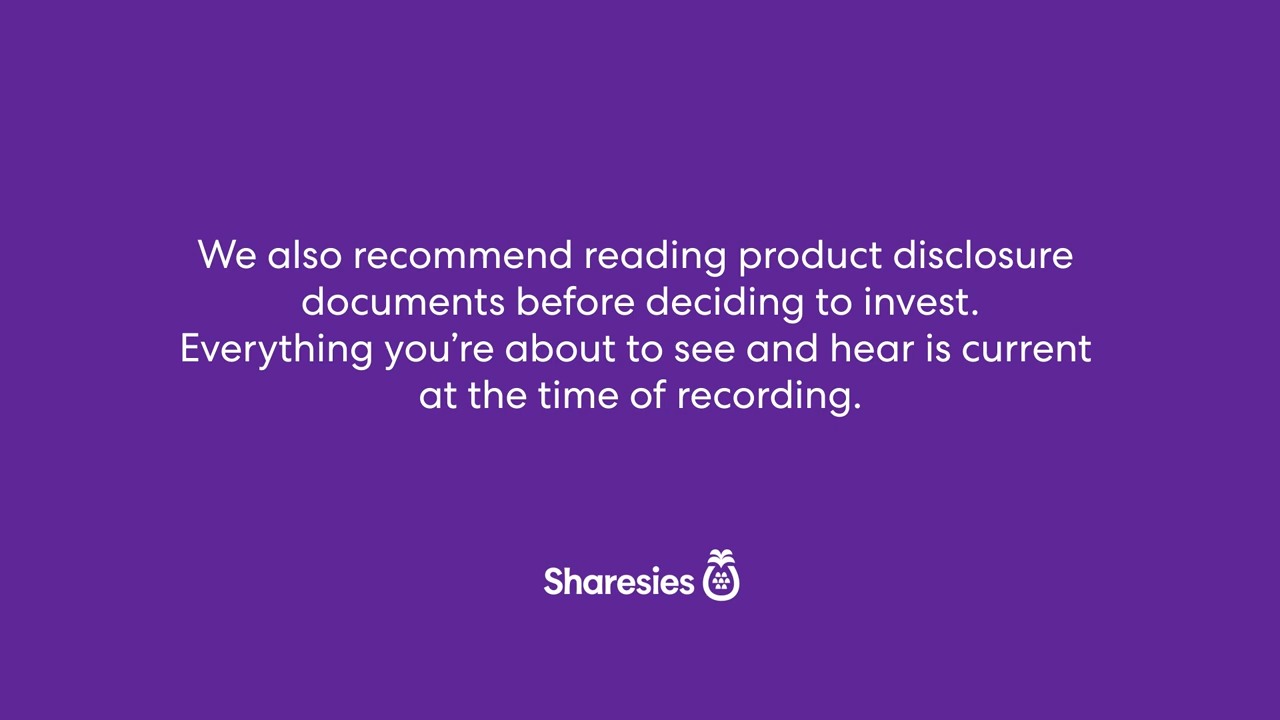 We also recommend reading product disclosure
documents before deciding to invest.
Everything you’re about to see and hear is current
at the time of recording.
Sharesies